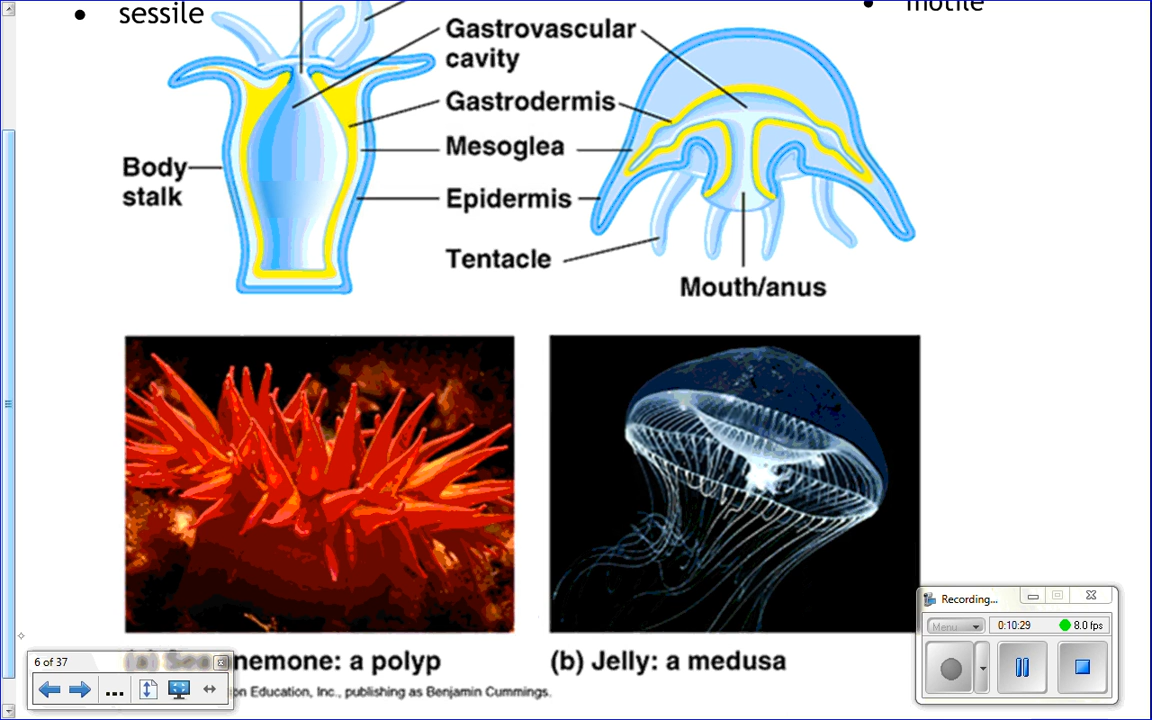 • sessile
• motile
Gastrovascular
cavity
Gastrodermis
Mesoglea
Body
stalk
Epidermis
Tentacle
Mouth/anus
nemone: a polyp
(b) Jelly: a medusa
on Education, Inc., publishing as Benjamin Cummings.
6 of 37
...
Recording...
Menu
0:10:29
8.0 fps